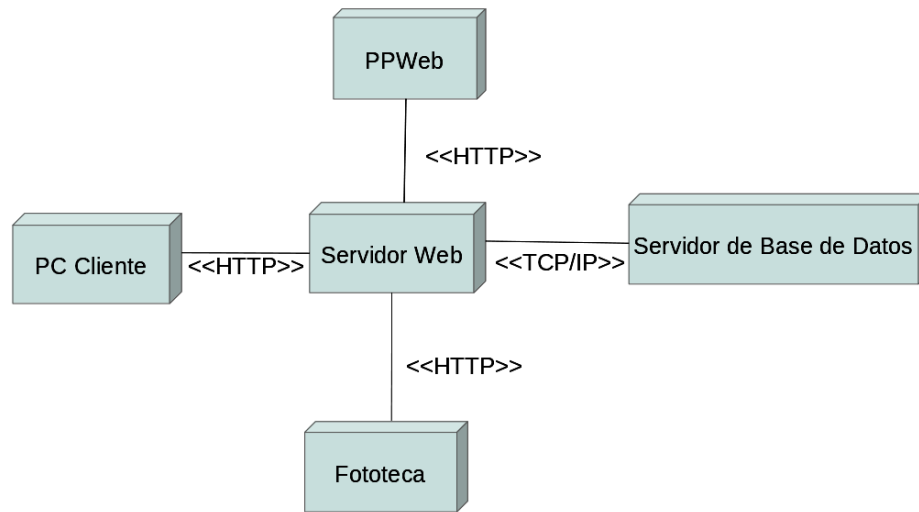 PPWeb
<<HTTP>>
PC Cliente
<<HTTP>>
Servidor Web
<<TCP/IP>>
Servidor de Base de Datos
<<HTTP>>
Fototeca